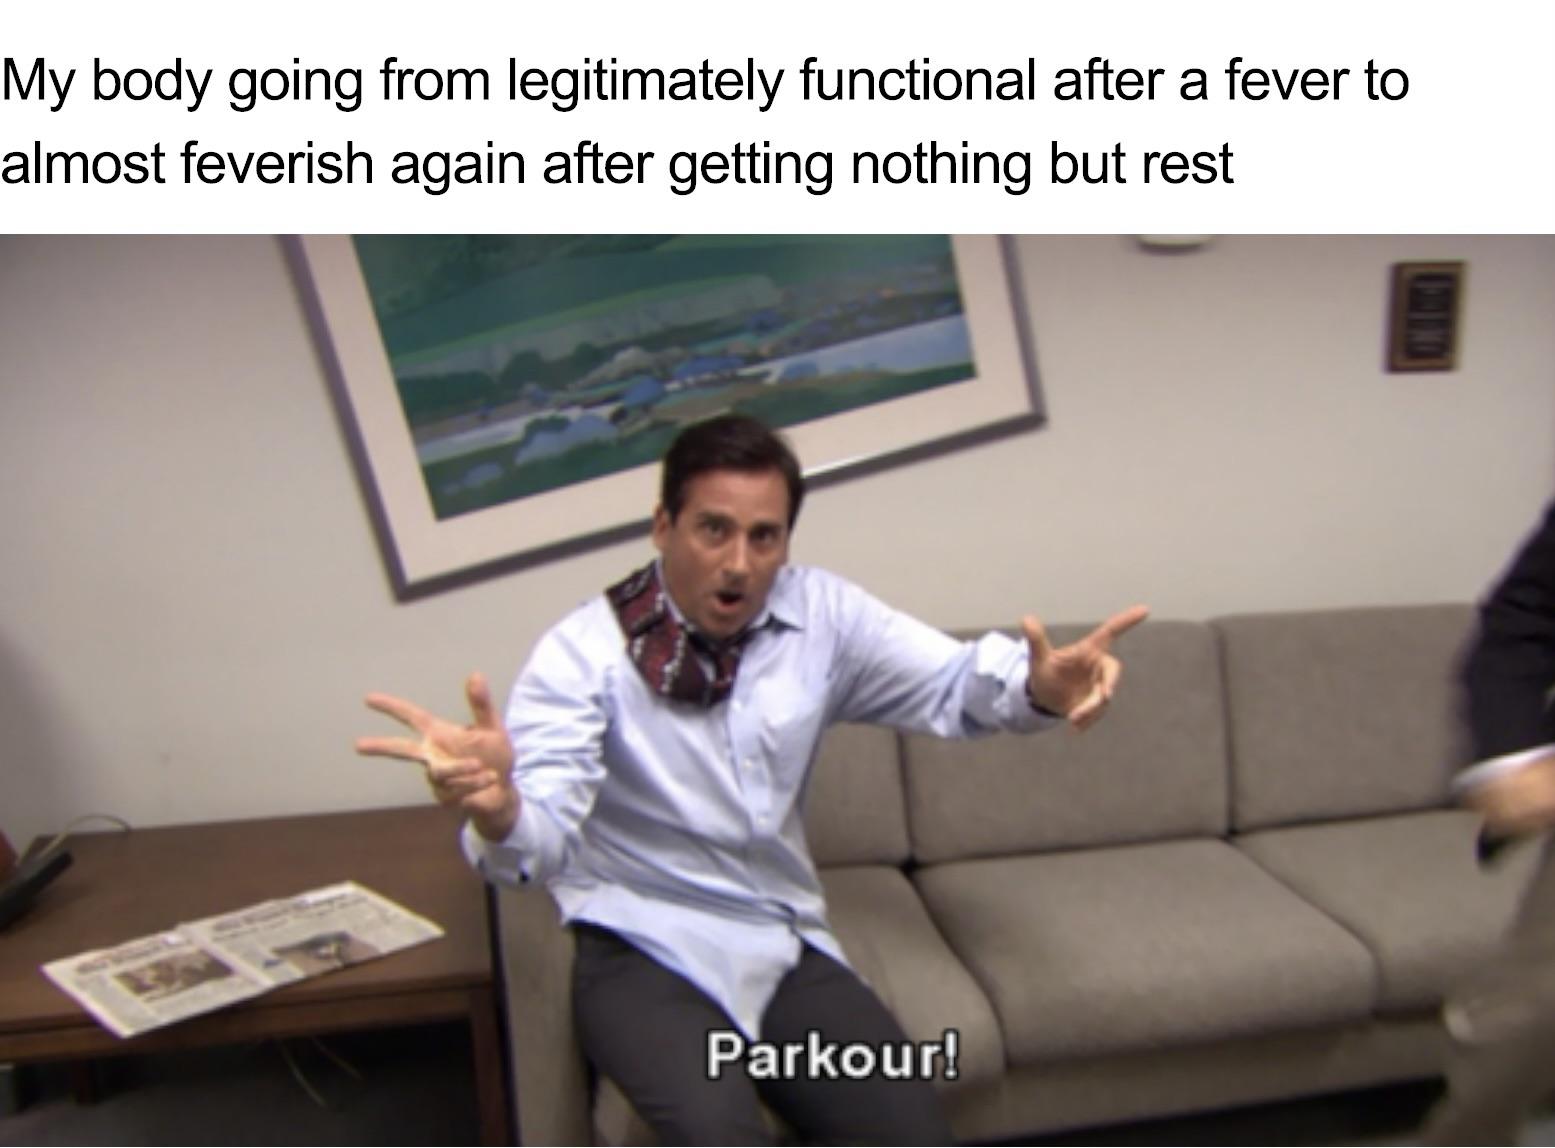 My body going from legitimately functional after a fever to
almost feverish again after getting nothing but rest
Parkour!